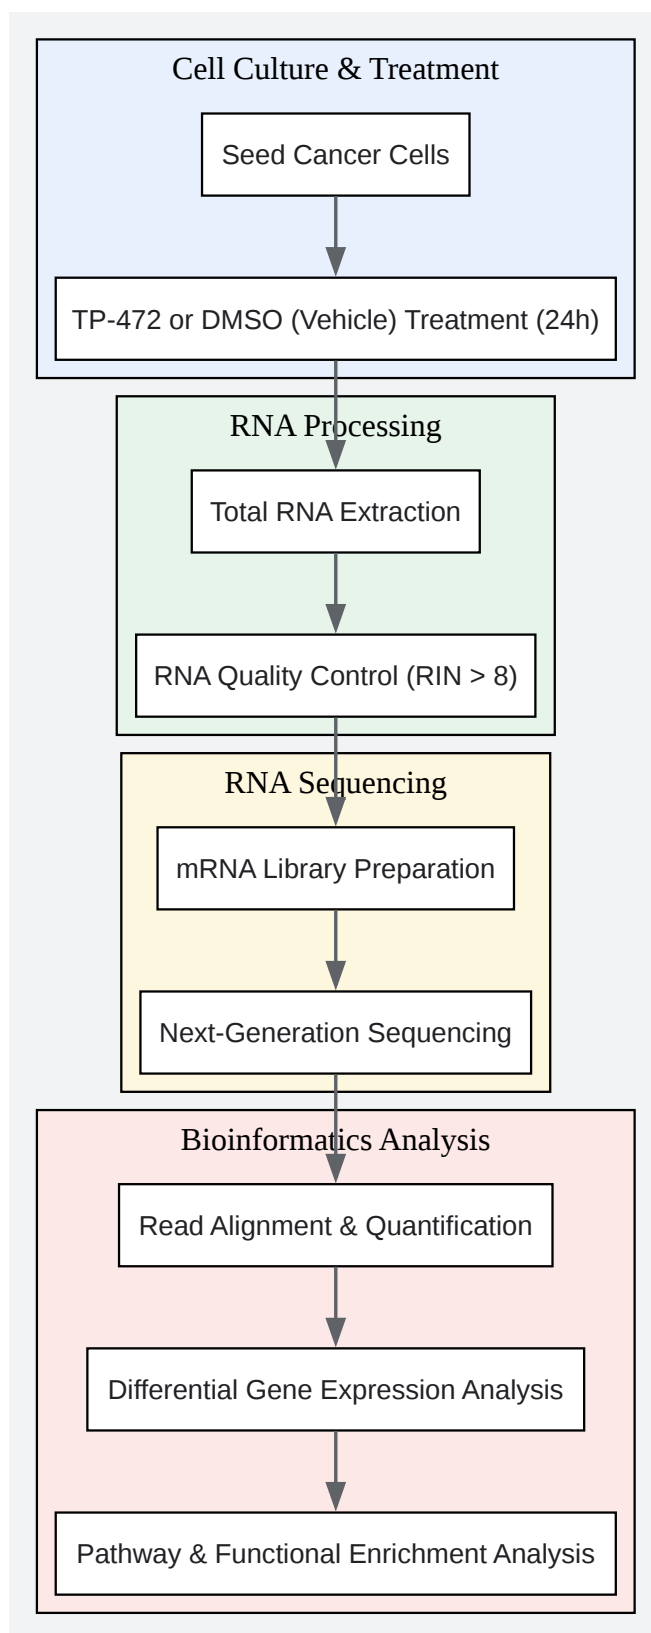 Cell Culture & Treatment
Seed Cancer Cells
TP-472 or DMSO (Vehicle) Treatment (24h)
RNA Processing
Total RNA Extraction
RNA Quality Control (RIN > 8)
RNA Sequencing
mRNA Library Preparation
Next-Generation Sequencing
Bioinformatics Analysis
Read Alignment & Quantification
Differential Gene Expression Analysis
Pathway & Functional Enrichment Analysis